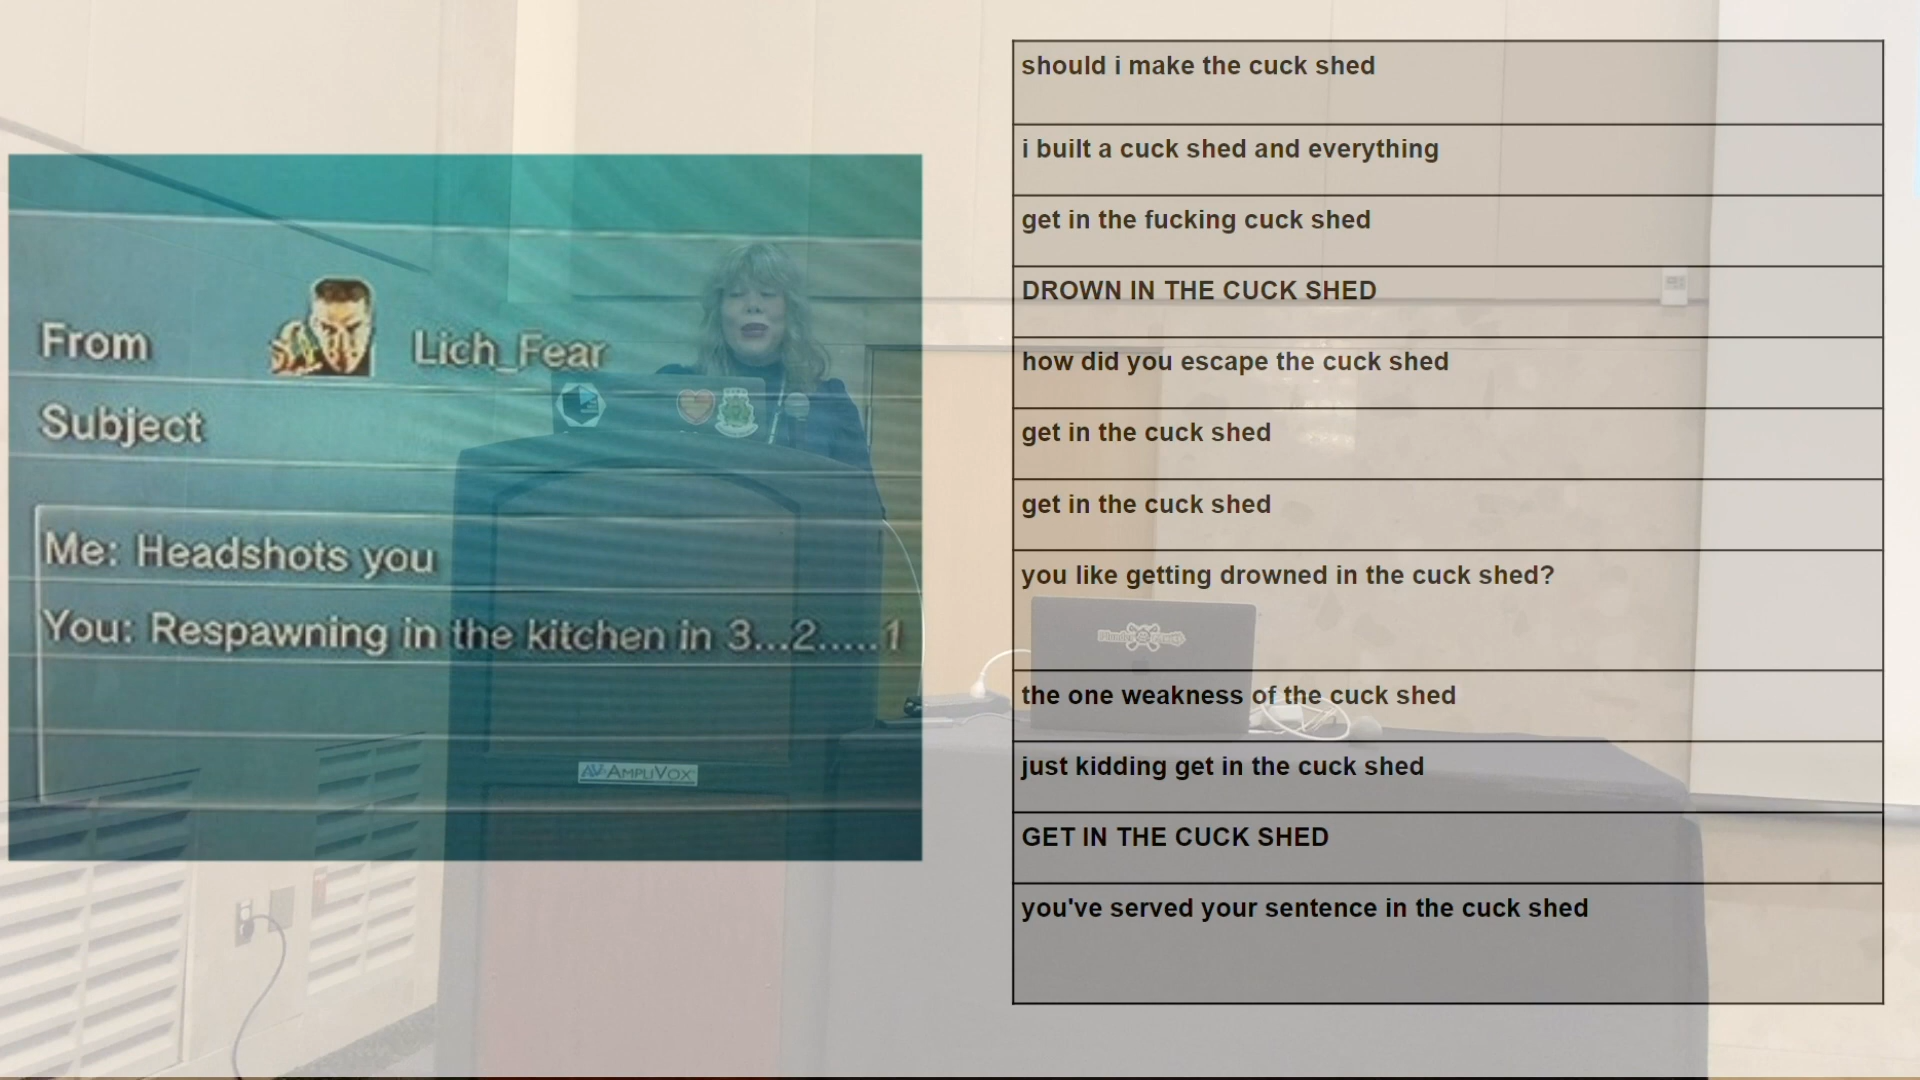 From Lich_Fear
Subject
Me: Headshots you
You: Respawning in the kitchen in 3...2.....1
AMPLIVOX
should i make the cuck shed
i built a cuck shed and everything
get in the fucking cuck shed
DROWN IN THE CUCK SHED
how did you escape the cuck shed
get in the cuck shed
get in the cuck shed
you like getting drowned in the cuck shed?
the one weakness of the cuck shed
just kidding get in the cuck shed
GET IN THE CUCK SHED
you've served your sentence in the cuck shed